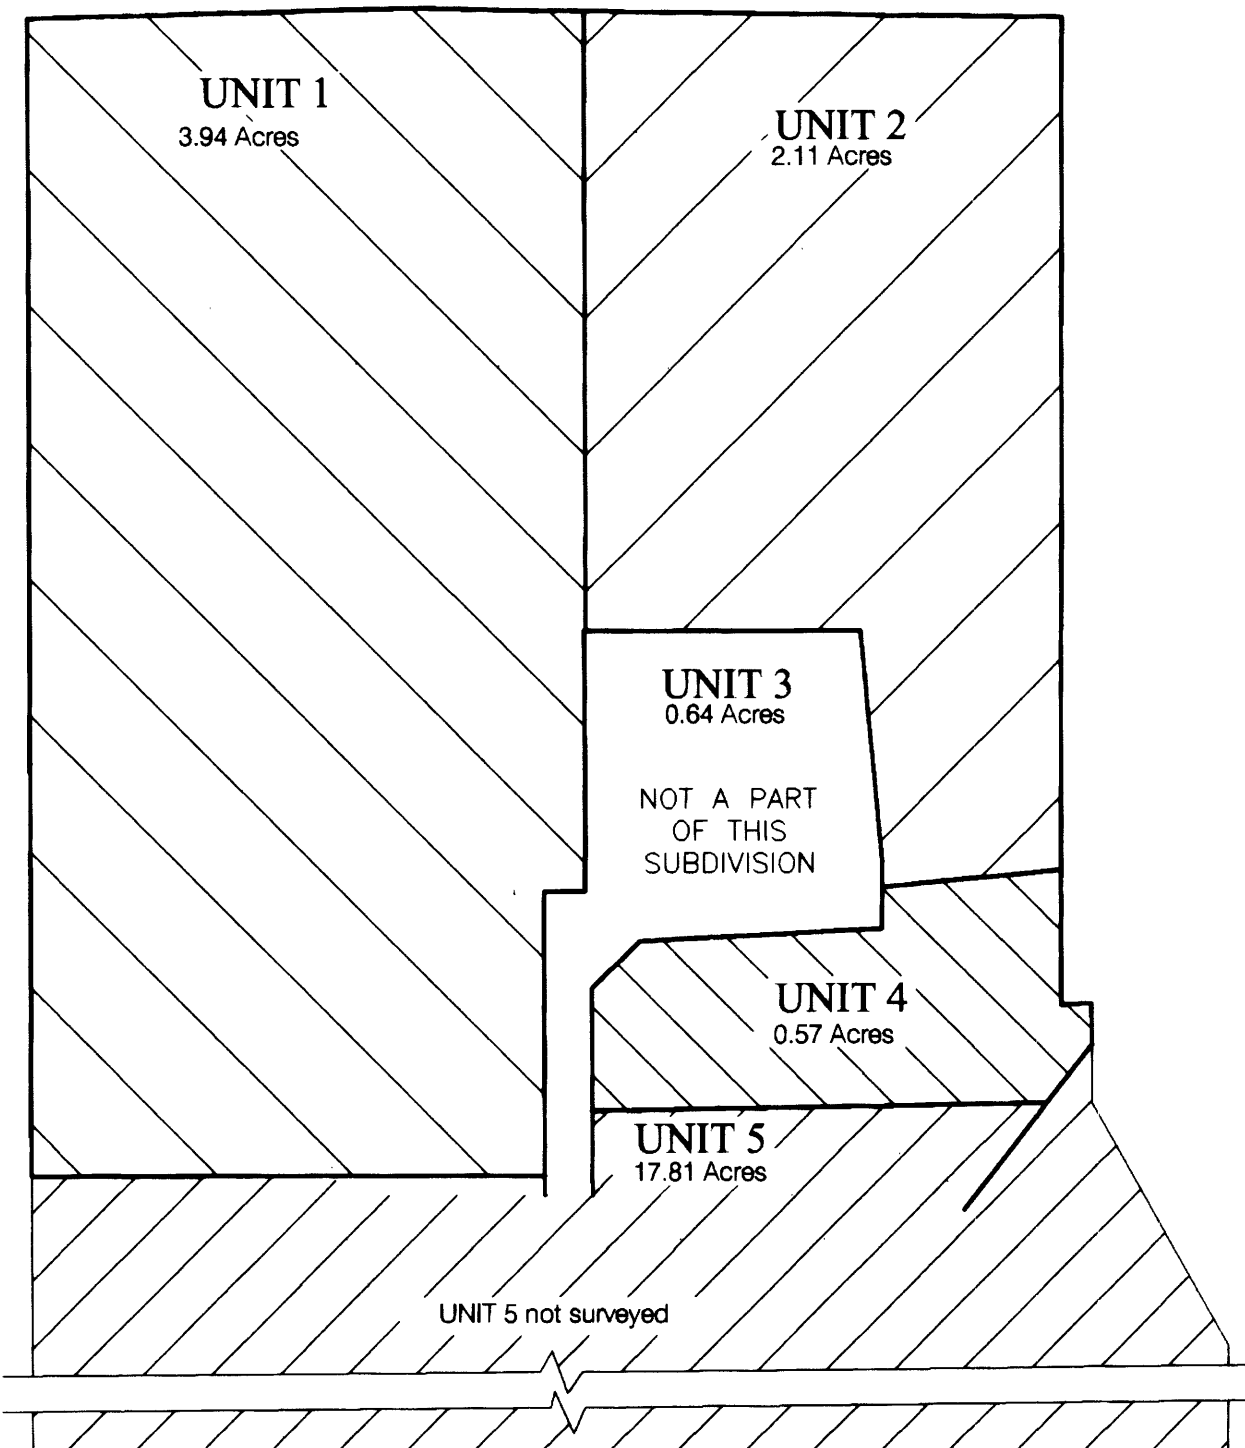 UNIT 1
3.94 Acres
UNIT 2
2.11 Acres
UNIT 3
0.64 Acres
NOT A PART
OF THIS
SUBDIVISION
UNIT 4
0.57 Acres
UNIT 5
17.81 Acres
UNIT 5 not surveyed